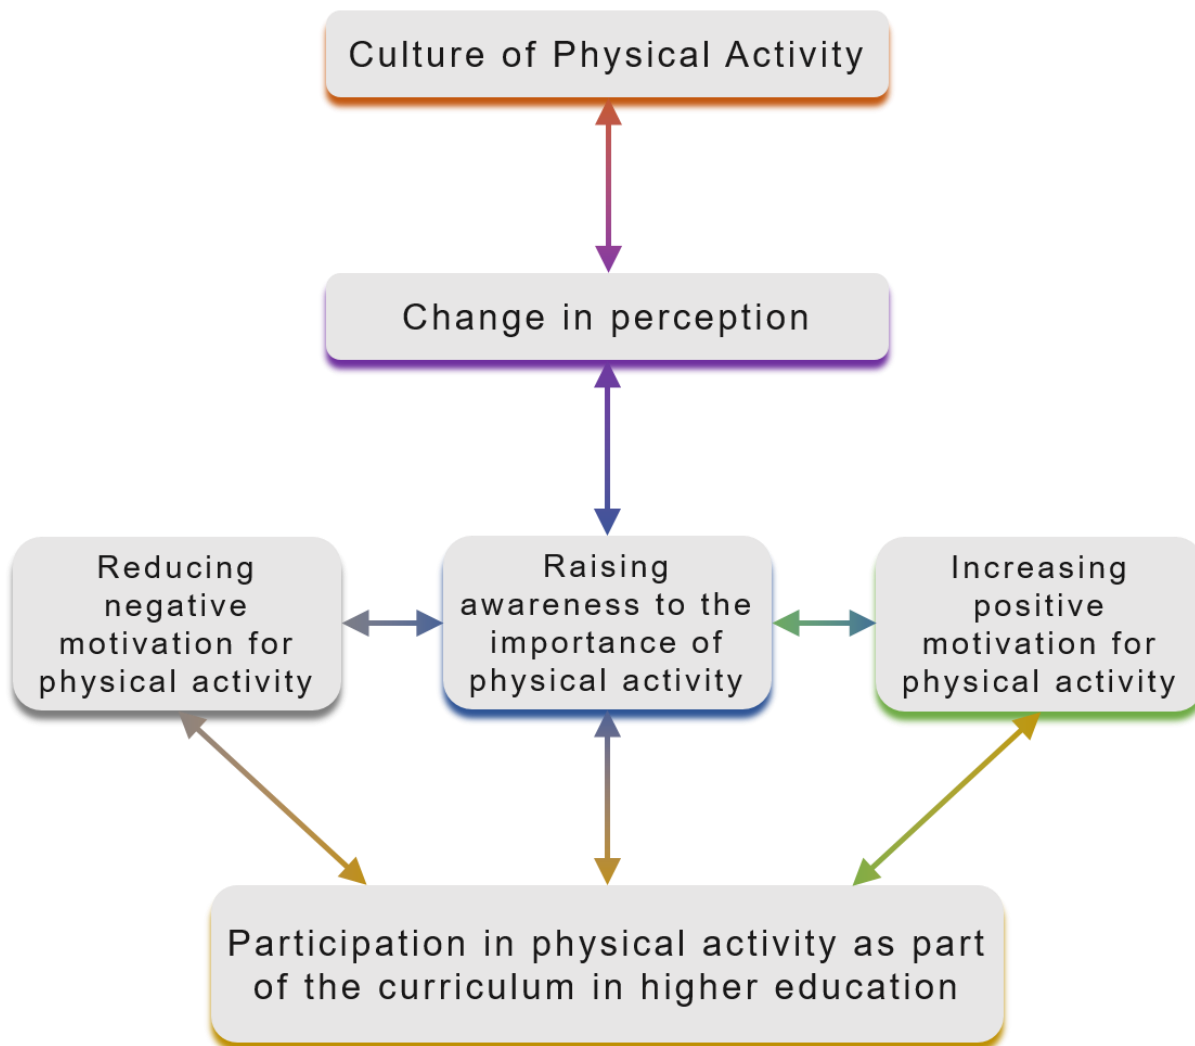 Culture of Physical Activity
Change in perception
Reducing
negative
motivation for
physical activity
Raising
awareness to the
importance of
physical activity
Increasing
positive
motivation for
physical activity
Participation in physical activity as part
of the curriculum in higher education